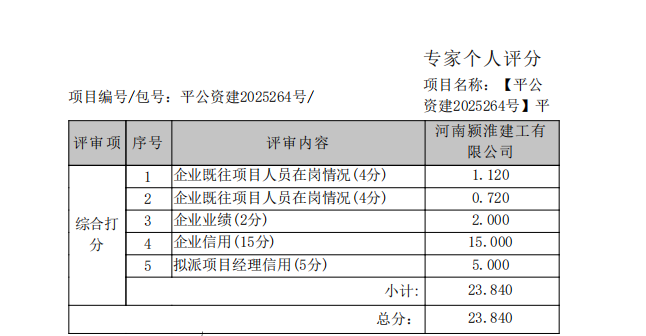 专家个人评分
项目编号/包号：平公资建2025264号/
项目名称：【平公
资建2025264号】平
评审项 序号 评审内容 河南颍淮建工有
限公司
综合打
分
1 企业既往项目人员在岗情况(4分) 1.120
2 企业既往项目人员在岗情况(4分) 0.720
3 企业业绩(2分) 2.000
4 企业信用(15分) 15.000
5 拟派项目经理信用(5分) 5.000
小计: 23.840
总分: 23.840